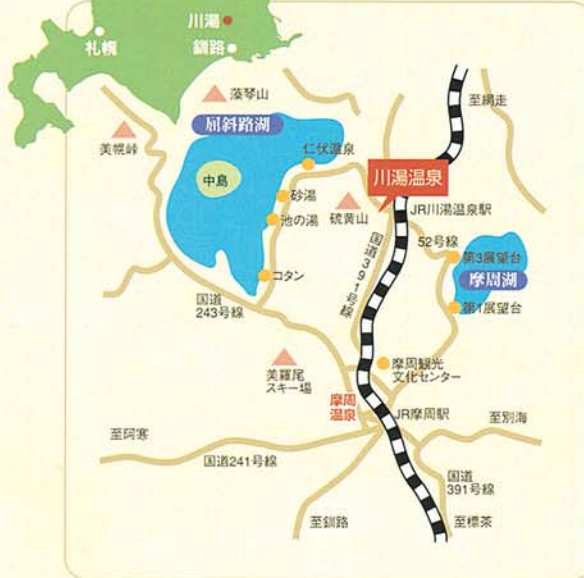 川湯
札幌
釧路
藻琴山
至網走
屈斜路湖
美幌峠
仁伏温泉
中島
川湯温泉
砂湯
硫黄山
JR川湯温泉駅
池の湯
52号線
国道391号線
第3展望台
摩周湖
コタン
国道
243号線
第1展望台
美羅尾
スキー場
摩周観光
文化センター
摩周
温泉
JR摩周駅
至別海
至阿寒
国道241号線
国道
391号線
至釧路
至標茶